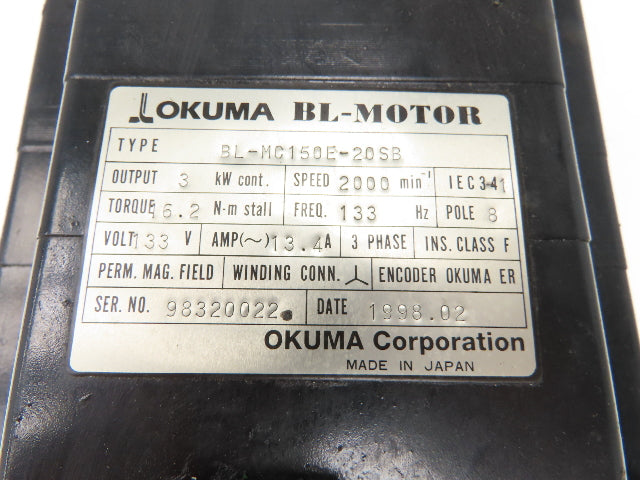 OKUMA BL-MOTOR
TYPE BL-MC150E-20SB
OUTPUT 3 kW cont. SPEED 2000 min⁻¹ IEC34-1
TORQUE 16.2 N-m stall FREQ. 133 Hz POLE 8
VOLT 133 V AMP(~) 13.4 A 3 PHASE INS. CLASS F
PERM. MAG. FIELD WINDING CONN. ENCODER OKUMA ER
SER. NO. 98320022 DATE 1998.02
OKUMA Corporation
MADE IN JAPAN